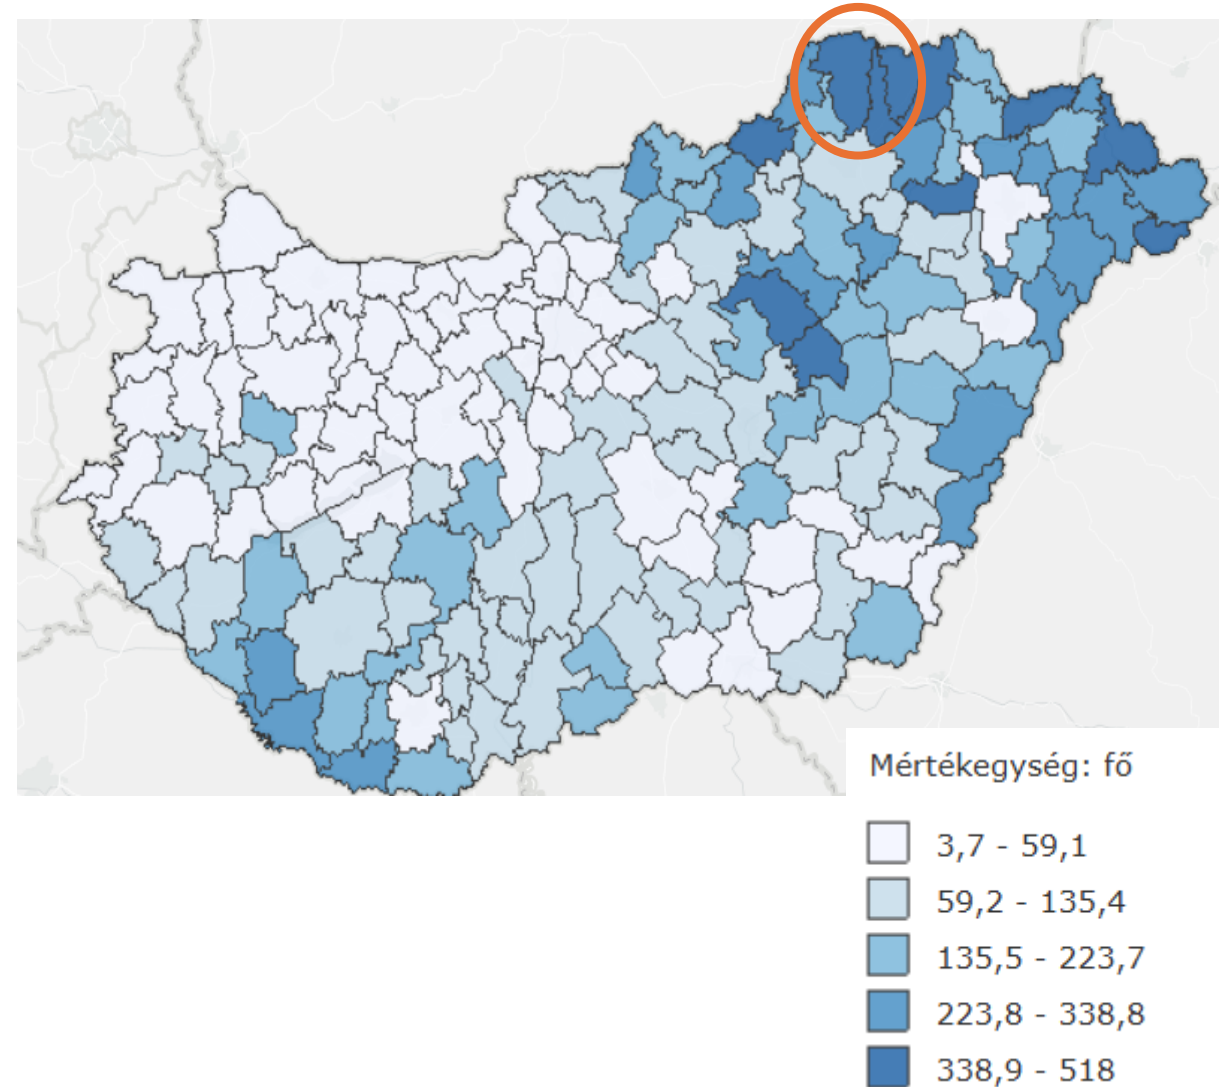 Mértékegység: fő
3,7 - 59,1
59,2 - 135,4
135,5 - 223,7
223,8 - 338,8
338,9 - 518